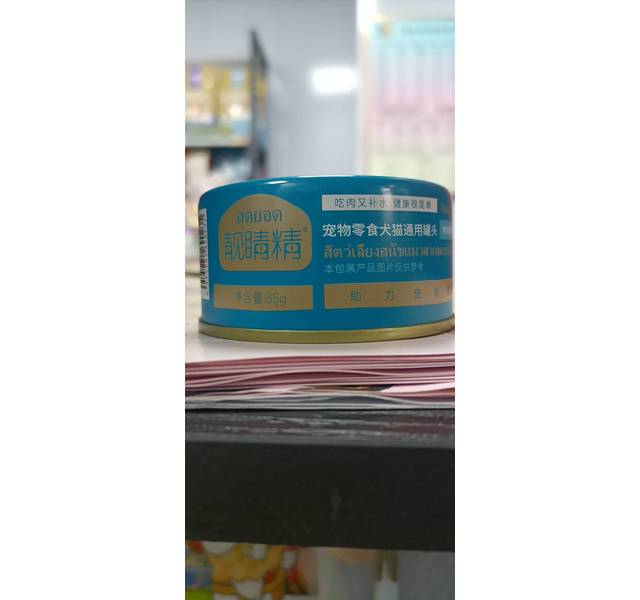 สุดยอด
靓睛精®
净含量:85g
吃肉又补水 健康很简单
宠物零食犬猫通用罐头
本包装产品图片仅供参考
助 力